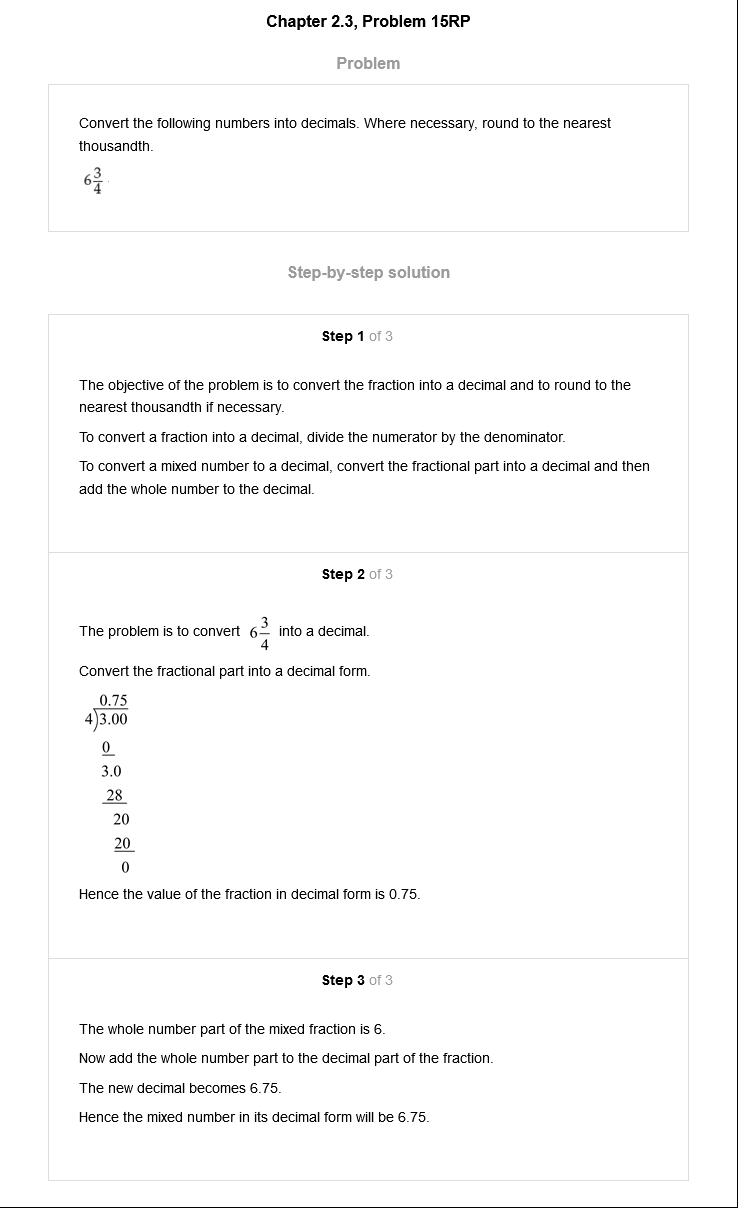 Chapter 2.3, Problem 15RP
Problem
Convert the following numbers into decimals. Where necessary, round to the nearest
thousandth.
6 3/4
Step-by-step solution
Step 1 of 3
The objective of the problem is to convert the fraction into a decimal and to round to the
nearest thousandth if necessary.
To convert a fraction into a decimal, divide the numerator by the denominator.
To convert a mixed number to a decimal, convert the fractional part into a decimal and then
add the whole number to the decimal.
Step 2 of 3
The problem is to convert 6 3/4 into a decimal.
Convert the fractional part into a decimal form.
0.75
4)3.00
0
3.0
28
20
20
0
Hence the value of the fraction in decimal form is 0.75.
Step 3 of 3
The whole number part of the mixed fraction is 6.
Now add the whole number part to the decimal part of the fraction.
The new decimal becomes 6.75.
Hence the mixed number in its decimal form will be 6.75.